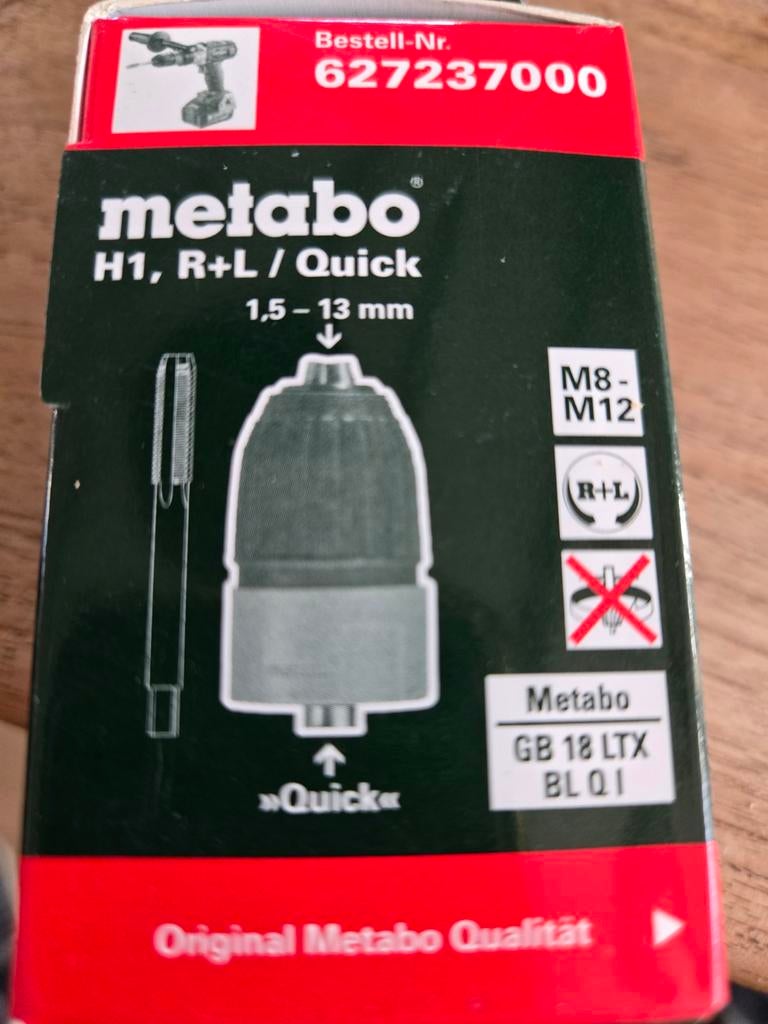 Bestell-Nr.
627237000
metabo®
H1, R+L / Quick
1,5 – 13 mm
M8 -
M12
R+L
Metabo
GB 18 LTX
BL Q I
»Quick«
Original Metabo Qualität